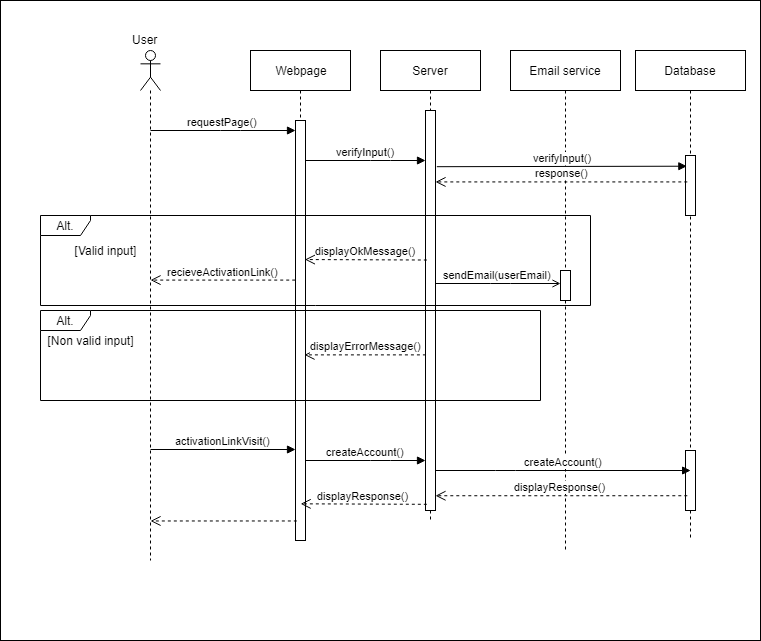 User
Webpage
Server
Email service
Database
requestPage()
verifyInput()
verifyInput()
response()
Alt.
[Valid input]
displayOkMessage()
recieveActivationLink()
sendEmail(userEmail)
Alt.
[Non valid input]
displayErrorMessage()
activationLinkVisit()
createAccount()
createAccount()
displayResponse()
displayResponse()